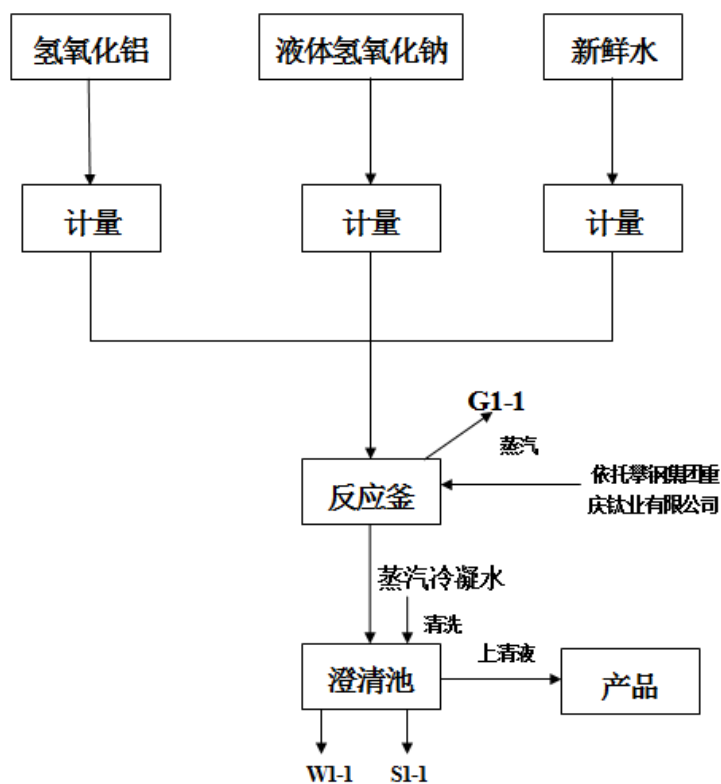 氢氧化铝
液体氢氧化钠
新鲜水
计量
计量
计量
G1-1
蒸汽
依托攀钢集团重
庆钛业有限公司
反应釜
蒸汽冷凝水
清洗
上清液
澄清池
产品
W1-1
S1-1